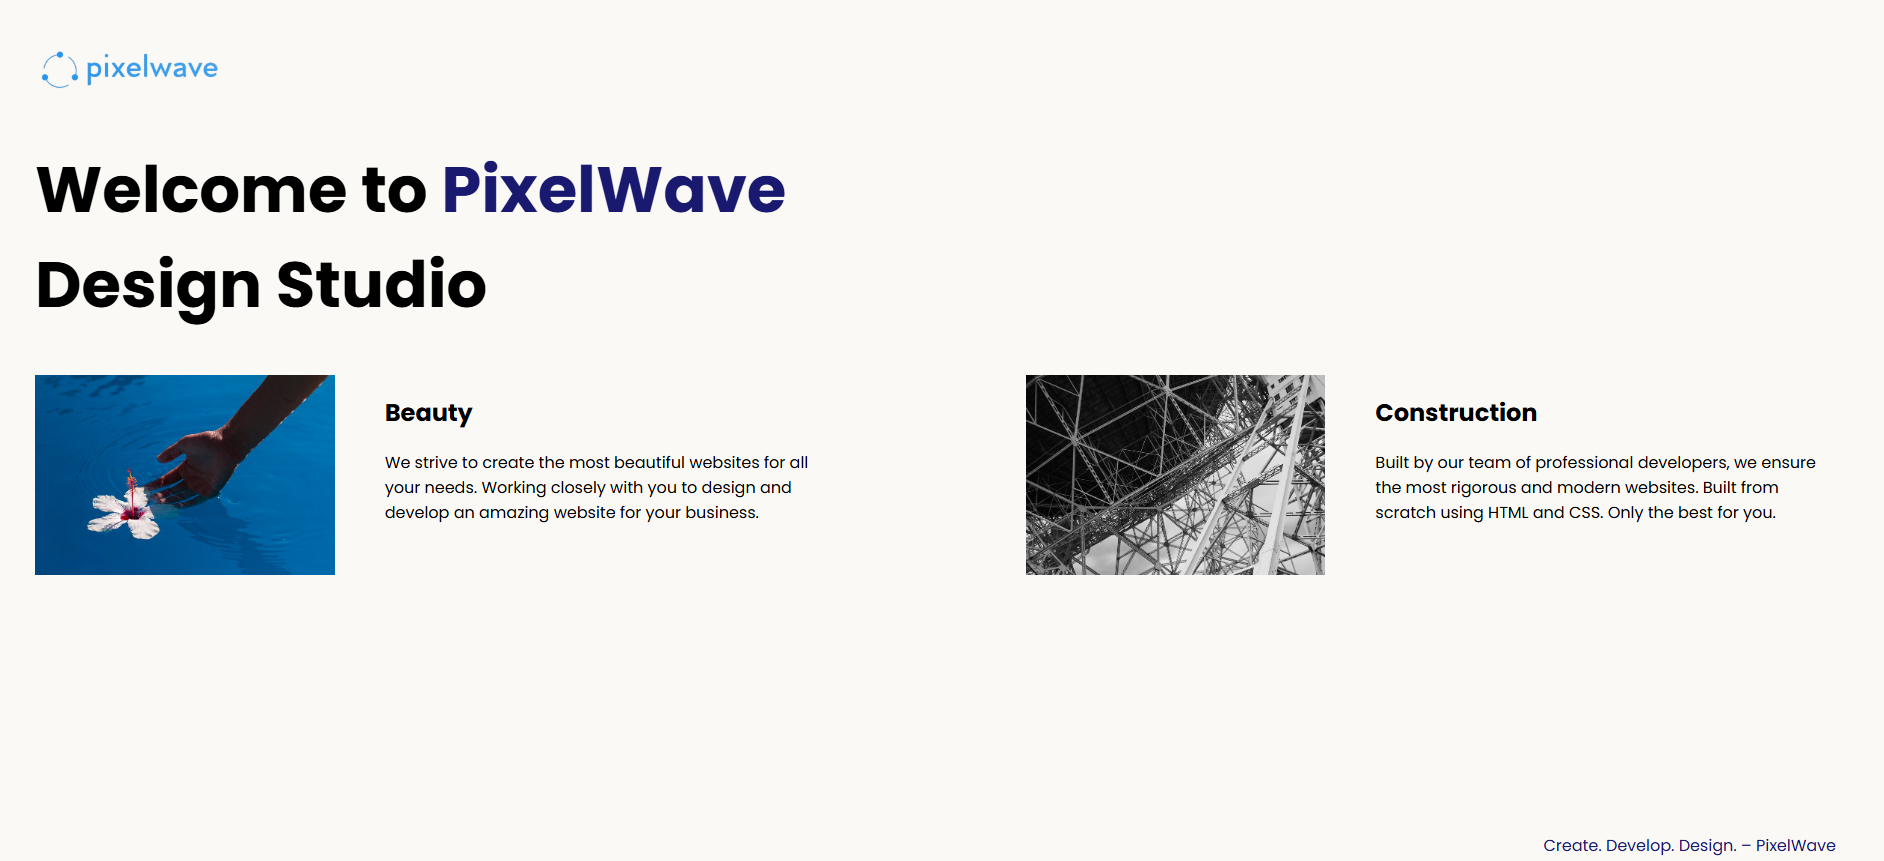 pixelwave
Welcome to PixelWave
Design Studio
Beauty
We strive to create the most beautiful websites for all
your needs. Working closely with you to design and
develop an amazing website for your business.
Construction
Built by our team of professional developers, we ensure
the most rigorous and modern websites. Built from
scratch using HTML and CSS. Only the best for you.
Create. Develop. Design. – PixelWave